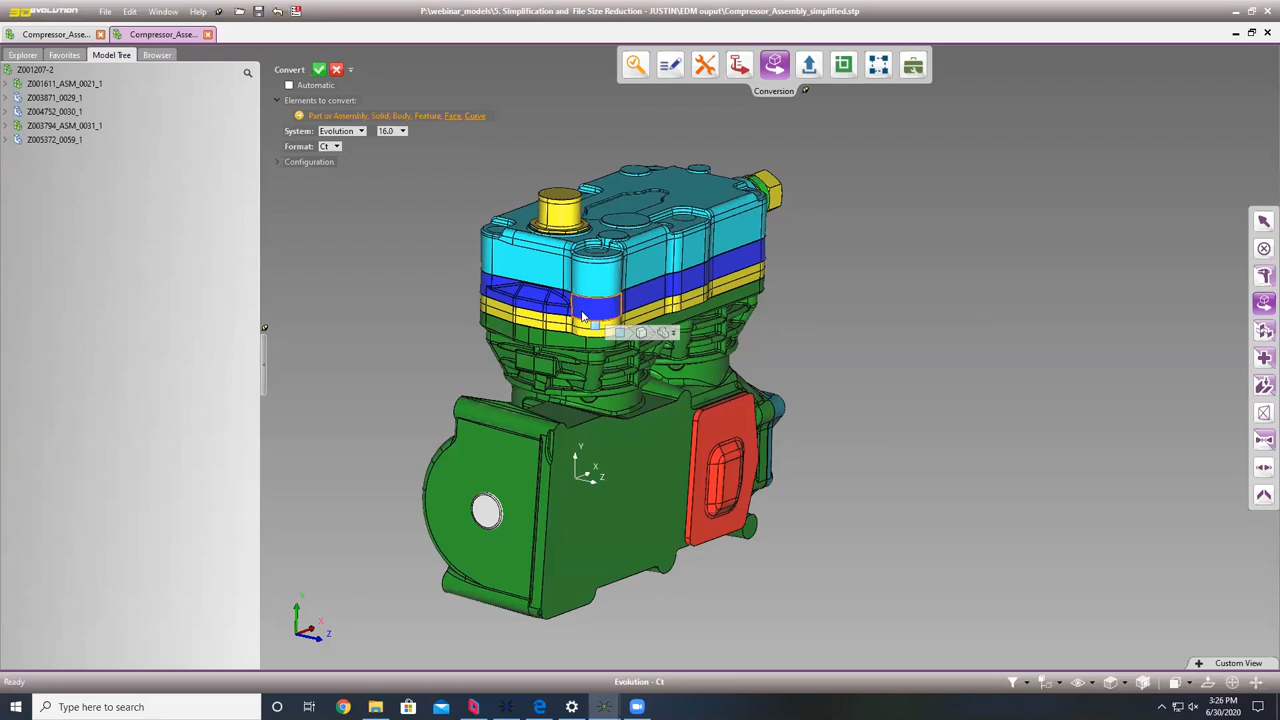 3DEVOLUTION File Edit Window Help P:\webinar_models\5. Simplification and File Size Reduction - JUSTIN\EDM ouput\Compressor_Assembly_simplified.stp
Compressor_Asse... Compressor_Asse...
Explorer Favorites Model Tree Browser
Z001207-2
Z001611_ASM_0021_1
Z003871_0029_1
Z004752_0030_1
Z003794_ASM_0031_1
Z005372_0059_1
Convert
Automatic
Elements to convert:
Part or Assembly, Solid, Body, Feature, Face, Curve
System: Evolution 16.0
Format: Ct
Configuration
Conversion
Y
X
Z
X
Z
Custom View
Ready Evolution - Ct
Type here to search
3:26 PM
6/30/2020